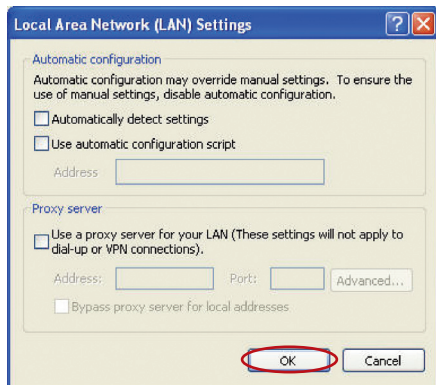 Local Area Network (LAN) Settings
Automatic configuration
Automatic configuration may override manual settings. To ensure the
use of manual settings, disable automatic configuration.
Automatically detect settings
Use automatic configuration script
Address
Proxy server
Use a proxy server for your LAN (These settings will not apply to
dial-up or VPN connections).
Address: Port: Advanced...
Bypass proxy server for local addresses
OK Cancel